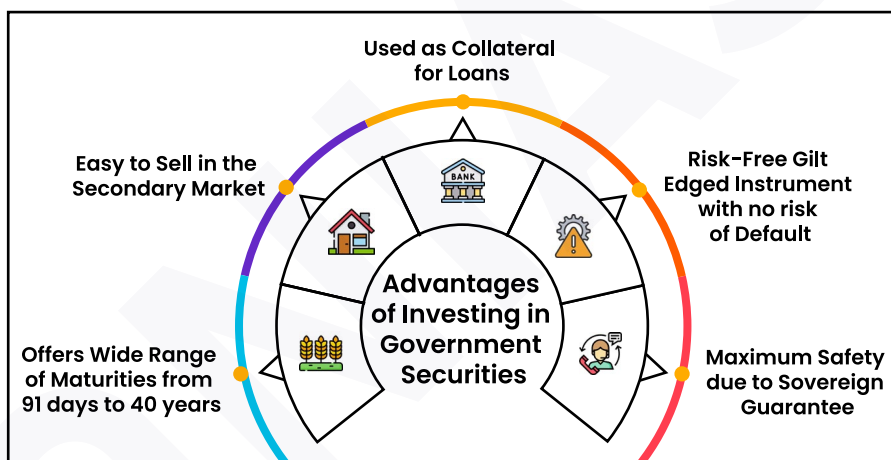 Used as Collateral
for Loans
Easy to Sell in the
Secondary Market
BANK
Risk-Free Gilt
Edged Instrument
with no risk
of Default
Advantages
of Investing in
Government
Securities
Offers Wide Range
of Maturities from
91 days to 40 years
Maximum Safety
due to Sovereign
Guarantee